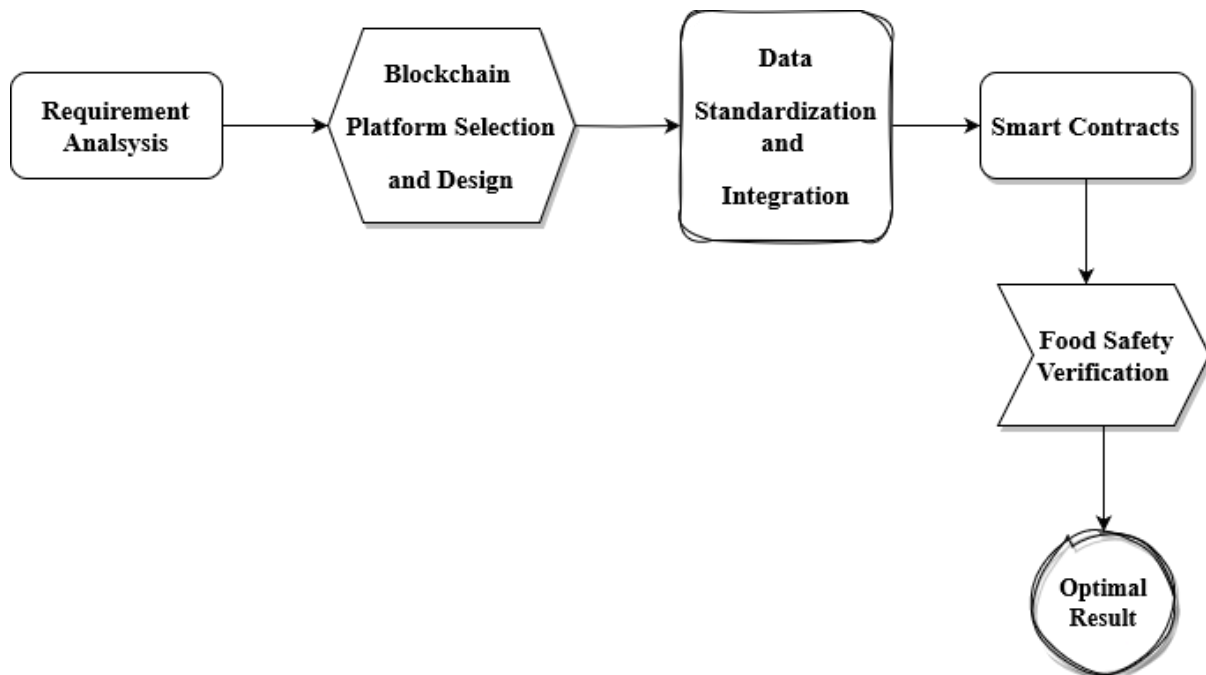 Requirement
Analsysis
Blockchain
Platform Selection
and Design
Data
Standardization
and
Integration
Smart Contracts
Food Safety
Verification
Optimal
Result